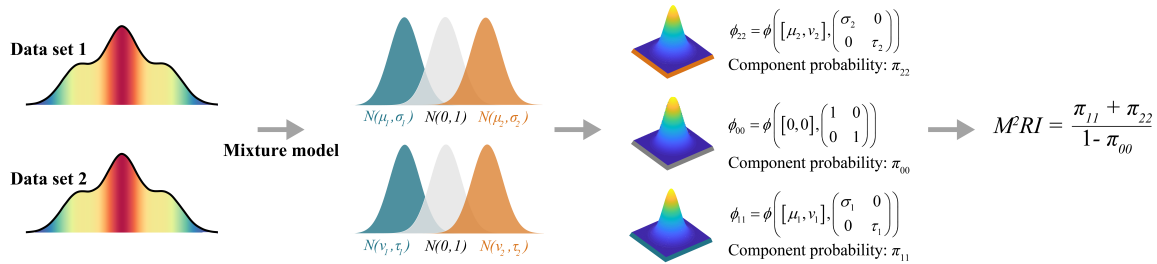 Data set 1
Data set 2
Mixture model
N(μ₁,σ₁) N(0,1) N(μ₂,σ₂)
N(ν₁,τ₁) N(0,1) N(ν₂,τ₂)
ϕ₂₂ = ϕ([μ₂,ν₂],(σ₂ 0
0 τ₂))
Component probability: π₂₂
ϕ₀₀ = ϕ([0,0],(1 0
0 1))
Component probability: π₀₀
ϕ₁₁ = ϕ([μ₁,ν₁],(σ₁ 0
0 τ₁))
Component probability: π₁₁
M²RI = π₁₁ + π₂₂
1- π₀₀